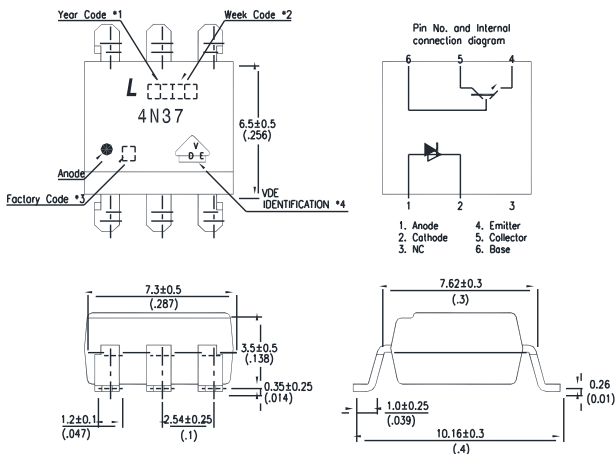 Year Code *1
Week Code *2
L
4N37
V
D E
Anode
Factory Code *3
VDE
IDENTIFICATION *4
6.5±0.5
(.256)
Pin No. and Internal
connection diagram
6 5 4
1 2 3
1. Anode 4. Emitter
2. Cathode 5. Collector
3. NC 6. Base
7.3±0.5
(.287)
3.5±0.5
(.138)
0.35±0.25
(.014)
1.2±0.1
(.047)
2.54±0.25
(.1)
7.62±0.3
(.3)
0.26
(0.01)
1.0±0.25
(.039)
10.16±0.3
(.4)